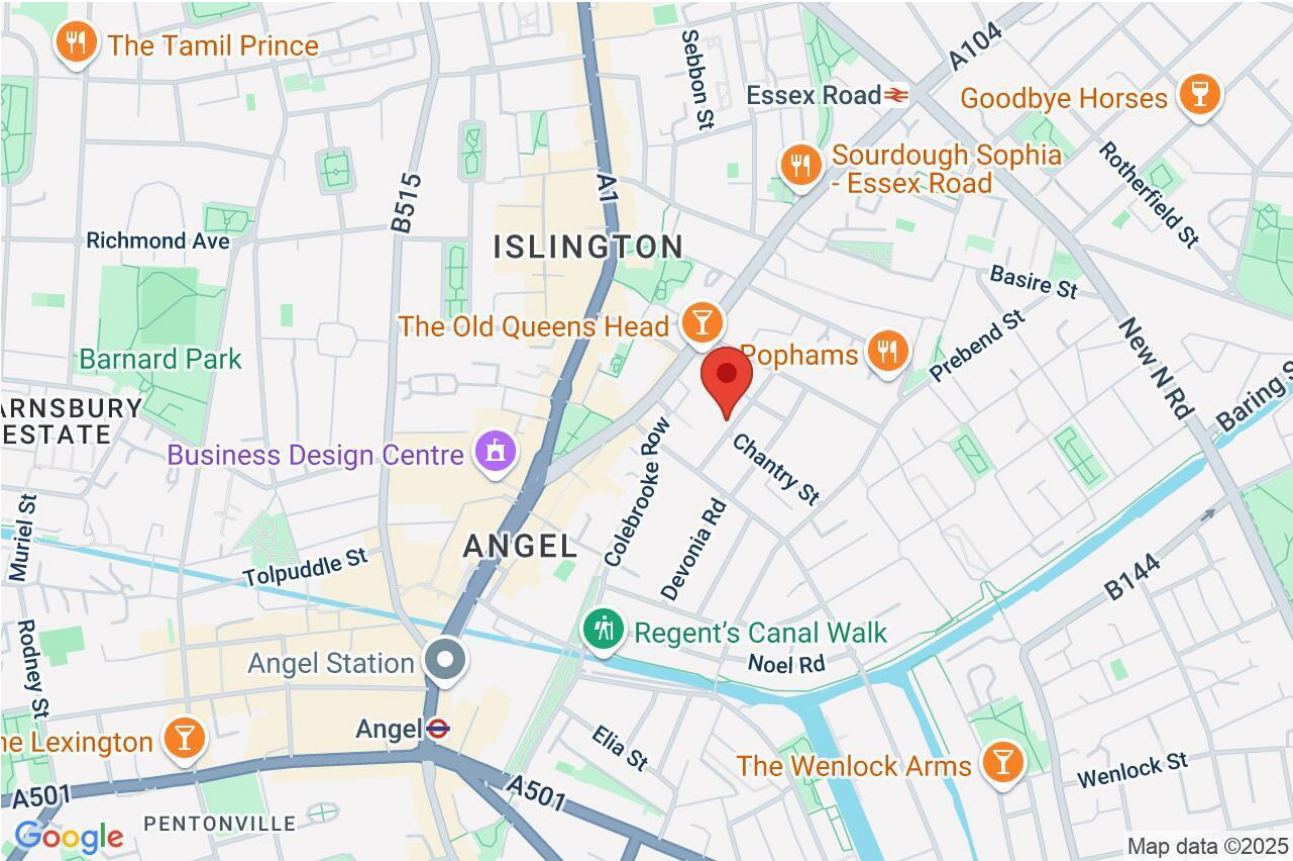 The Tamil Prince
Sebbon St
A104
Essex Road
Goodbye Horses
Sourdough Sophia
- Essex Road
Rotherfield St
B515
A1
Richmond Ave
ISLINGTON
Basire St
The Old Queens Head
Pophams
Prebend St
New N Rd
Barnard Park
ARNSBURY
ESTATE
Baring S
Business Design Centre
Colebrooke Row
Chantry St
Muriel St
ANGEL
Devonia Rd
Tolpuddle St
B144
Rodney St
Regent's Canal Walk
Angel Station
Noel Rd
Angel
he Lexington
Elia St
The Wenlock Arms
Wenlock St
A501
A501
PENTONVILLE
Google
Map data ©2025